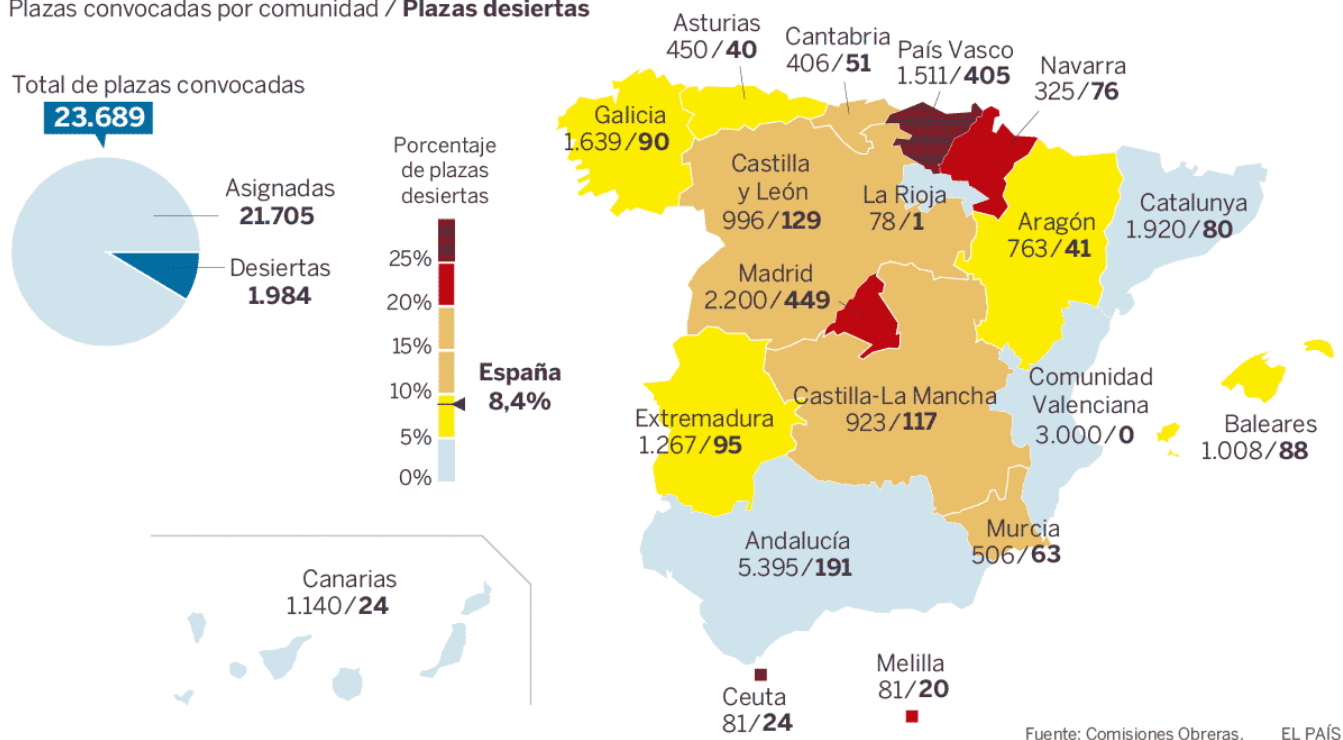 Plazas convocadas por comunidad / Plazas desiertas
Total de plazas convocadas
23.689
Asignadas
21.705
Desiertas
1.984
Porcentaje
de plazas
desiertas
25%
20%
15%
10%
5%
0%
España
8,4%
Asturias
450/40
Cantabria
406/51
País Vasco
1.511/405
Navarra
325/76
Galicia
1.639/90
Castilla
y León
996/129
La Rioja
78/1
Aragón
763/41
Catalunya
1.920/80
Madrid
2.200/449
Extremadura
1.267/95
Castilla-La Mancha
923/117
Comunidad
Valenciana
3.000/0
Baleares
1.008/88
Andalucía
5.395/191
Murcia
506/63
Canarias
1.140/24
Ceuta
81/24
Melilla
81/20
Fuente: Comisiones Obreras. EL PAÍS